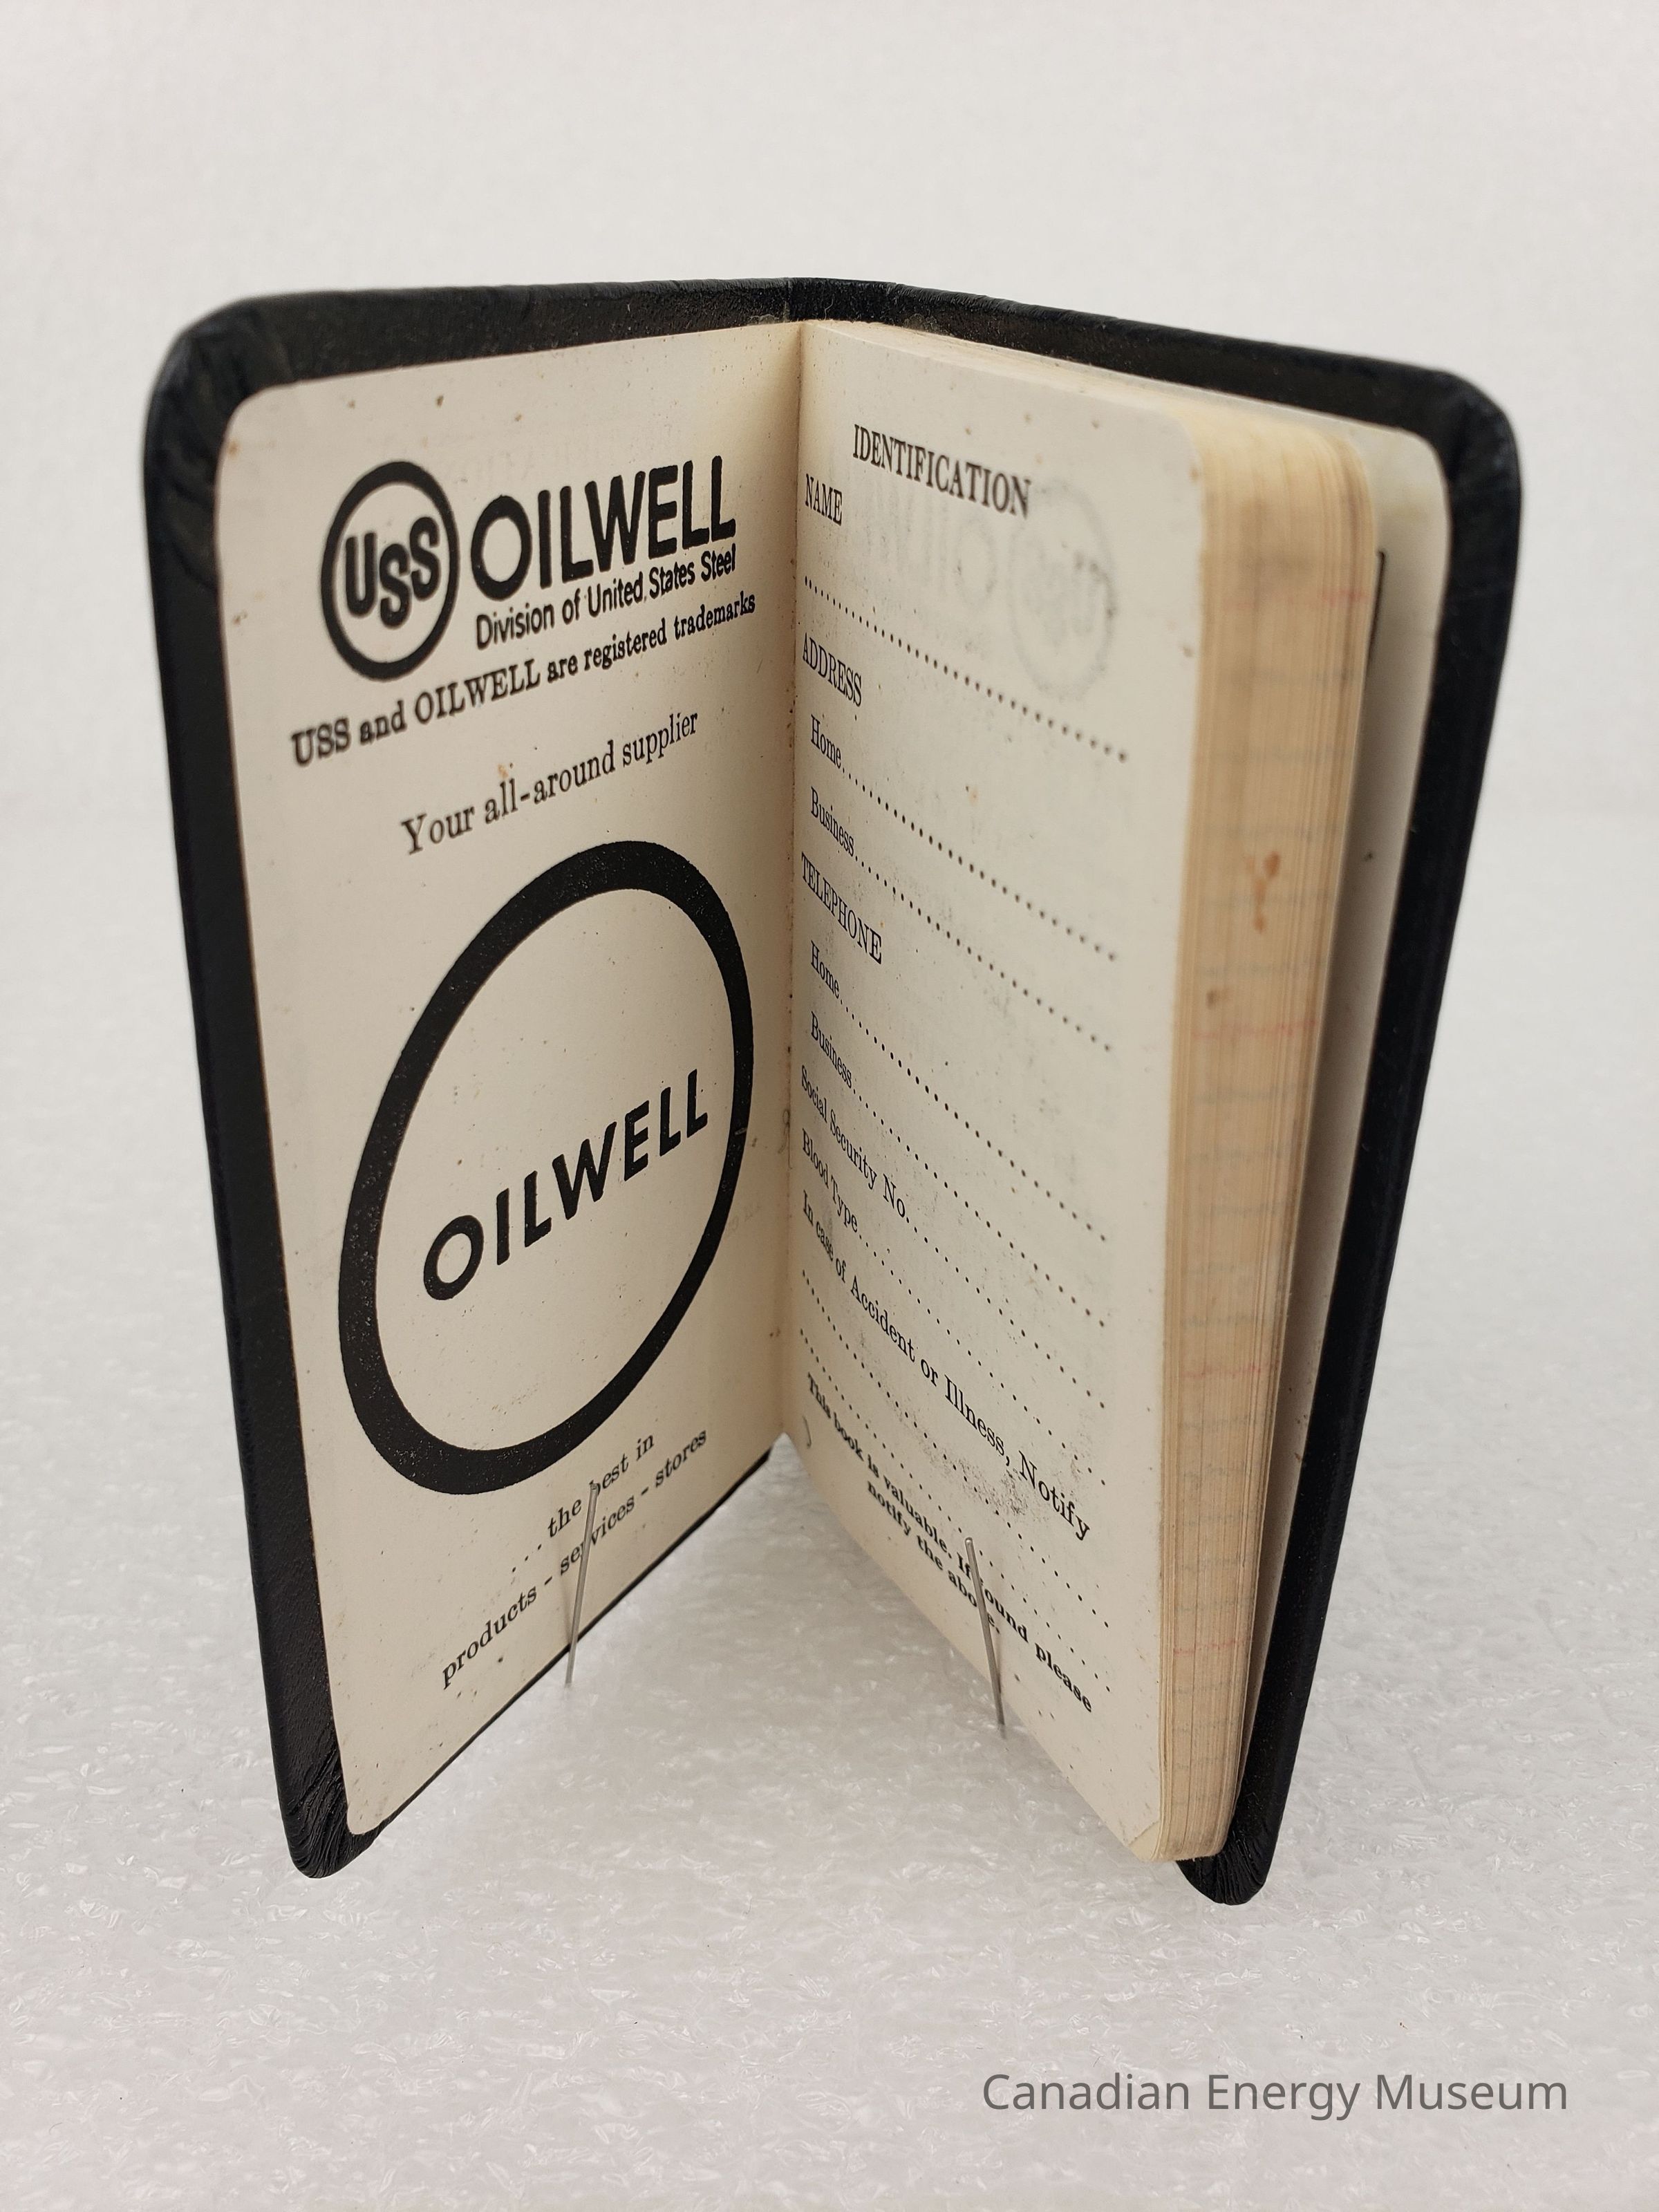 USS OILWELL
Division of United States Steel
USS and OILWELL are registered trademarks
Your all-around supplier
OILWELL
. . . the best in
products - services - stores
IDENTIFICATION
NAME
ADDRESS
Home
Business
TELEPHONE
Home
Business
Social Security No.
Blood Type
In case of Accident or Illness, Notify
This book is valuable. If found please
notify the above.
Canadian Energy Museum